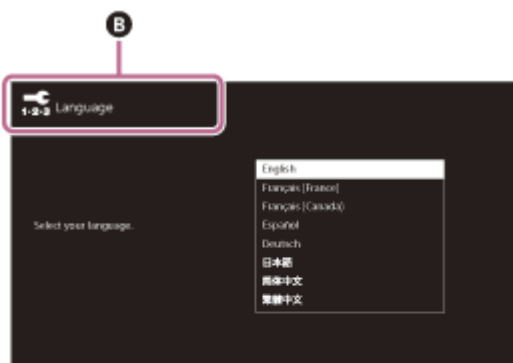 B
1·2·3 Language
Select your language.
English
Français (France)
Français (Canada)
Español
Deutsch
日本語
简体中文
繁體中文